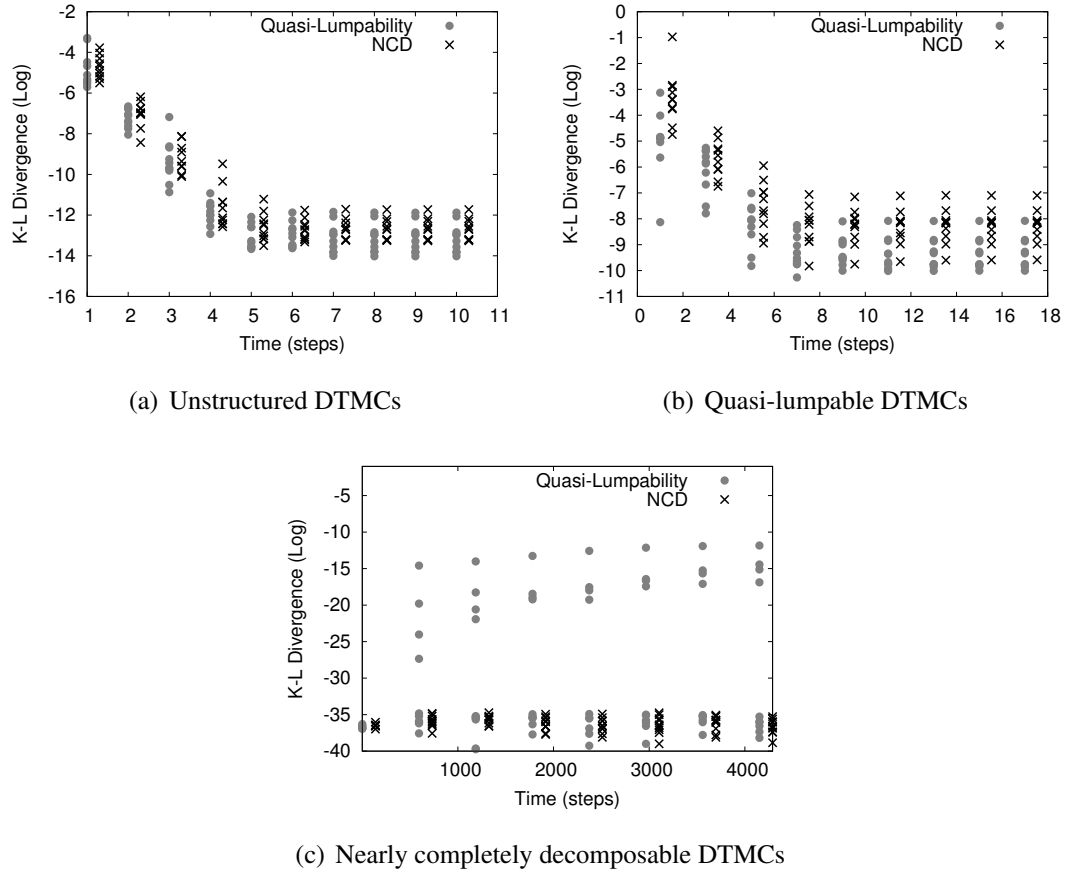 -2
-4
-6
-8
-10
-12
-14
-16
1 2 3 4 5 6 7 8 9 10 11
K-L Divergence (Log)
Time (steps)
Quasi-Lumpability
NCD
(a) Unstructured DTMCs
0
-1
-2
-3
-4
-5
-6
-7
-8
-9
-10
-11
0 2 4 6 8 10 12 14 16 18
K-L Divergence (Log)
Time (steps)
Quasi-Lumpability
NCD
(b) Quasi-lumpable DTMCs
-5
-10
-15
-20
-25
-30
-35
-40
1000 2000 3000 4000
K-L Divergence (Log)
Time (steps)
Quasi-Lumpability
NCD
(c) Nearly completely decomposable DTMCs